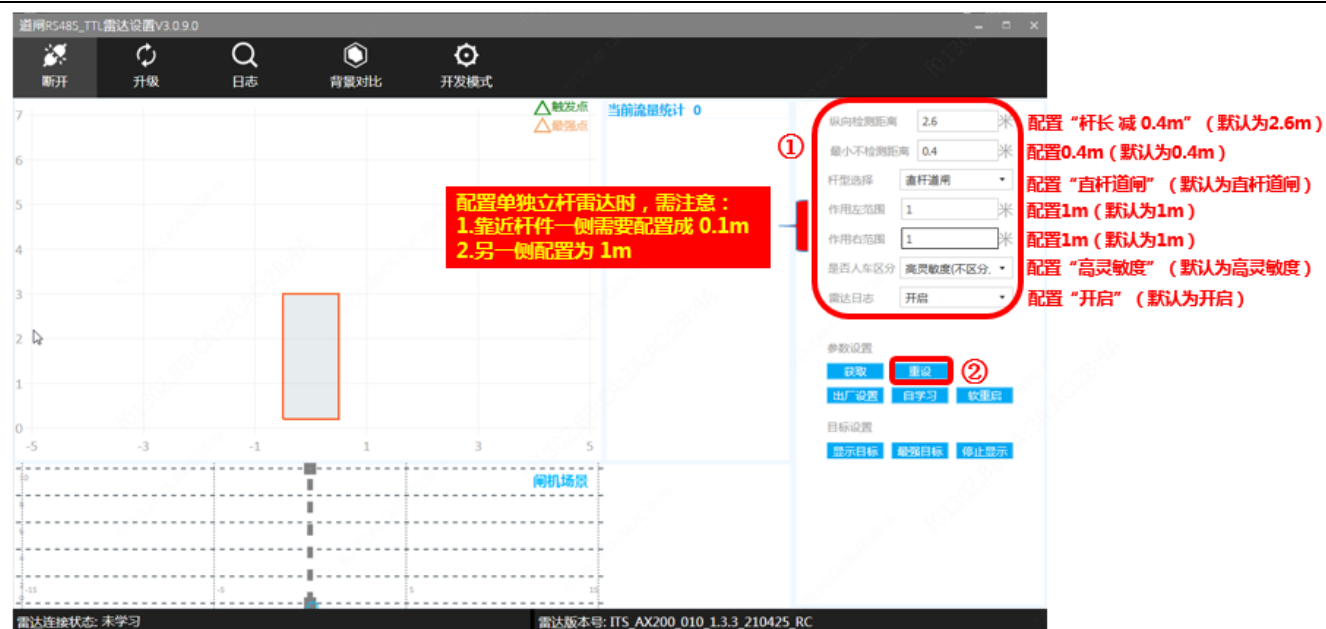 道闸RS485_TTL雷达设置V3.0.9.0
断开 升级 日志 背景对比 开发模式
触发点
最强点
当前流量统计 0
7
6
5
4
3
2
1
0
-5 -3 -1 1 3 5
配置单独立杆雷达时，需注意：
1.靠近杆件一侧需要配置成 0.1m
2.另一侧配置为 1m
①
纵向检测距离 2.6 米 配置“杆长 减 0.4m”（默认为2.6m）
最小不检测距离 0.4 米 配置0.4m（默认为0.4m）
杆型选择 直杆道闸 配置“直杆道闸”（默认为直杆道闸）
作用左范围 1 米 配置1m（默认为1m）
作用右范围 1 米 配置1m（默认为1m）
是否人车区分 高灵敏度(不区分. 配置“高灵敏度”（默认为高灵敏度）
雷达日志 开启 配置“开启”（默认为开启）
参数设置
获取 重设 ②
出厂设置 自学习 软重启
目标设置
显示目标 最强目标 停止显示
闸机场景
10
-15 -5 5 15
雷达连接状态: 未学习
雷达版本号: ITS_AX200_010_1.3.3_210425_RC